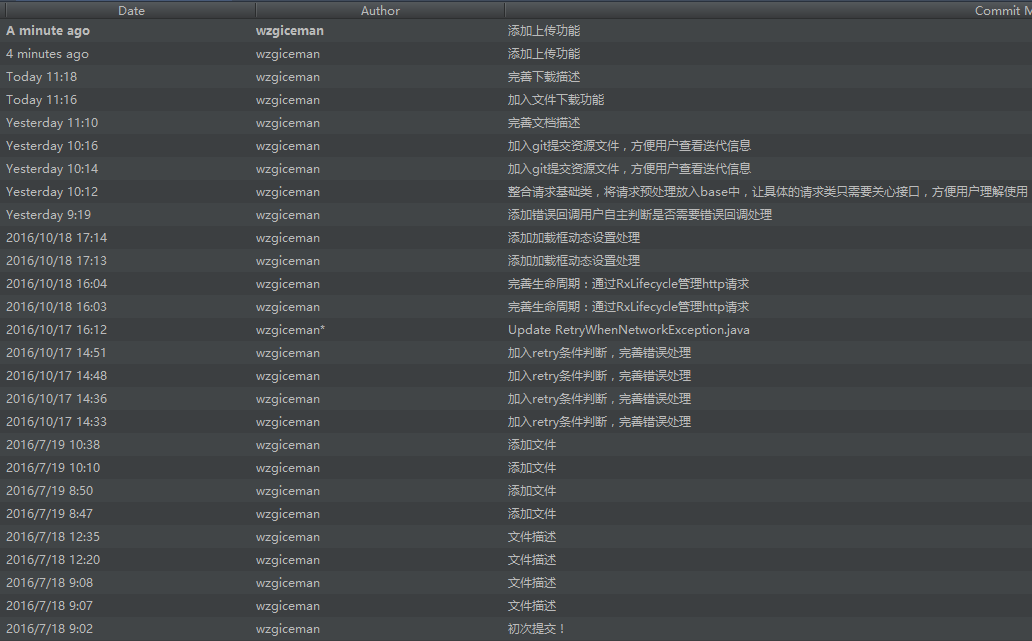 Date Author Commit M
A minute ago wzgiceman 添加上传功能
4 minutes ago wzgiceman 添加上传功能
Today 11:18 wzgiceman 完善下载描述
Today 11:16 wzgiceman 加入文件下载功能
Yesterday 11:10 wzgiceman 完善文档描述
Yesterday 10:16 wzgiceman 加入git提交资源文件，方便用户查看迭代信息
Yesterday 10:14 wzgiceman 加入git提交资源文件，方便用户查看迭代信息
Yesterday 10:12 wzgiceman 整合请求基础类，将请求预处理放入base中，让具体的请求类只需要关心接口，方便用户理解使用
Yesterday 9:19 wzgiceman 添加错误回调用户自主判断是否需要错误回调处理
2016/10/18 17:14 wzgiceman 添加加载框动态设置处理
2016/10/18 17:13 wzgiceman 添加加载框动态设置处理
2016/10/18 16:04 wzgiceman 完善生命周期：通过RxLifecycle管理http请求
2016/10/18 16:03 wzgiceman 完善生命周期：通过RxLifecycle管理http请求
2016/10/17 16:12 wzgiceman* Update RetryWhenNetworkException.java
2016/10/17 14:51 wzgiceman 加入retry条件判断，完善错误处理
2016/10/17 14:48 wzgiceman 加入retry条件判断，完善错误处理
2016/10/17 14:36 wzgiceman 加入retry条件判断，完善错误处理
2016/10/17 14:33 wzgiceman 加入retry条件判断，完善错误处理
2016/7/19 10:38 wzgiceman 添加文件
2016/7/19 10:10 wzgiceman 添加文件
2016/7/19 8:50 wzgiceman 添加文件
2016/7/19 8:47 wzgiceman 添加文件
2016/7/18 12:35 wzgiceman 文件描述
2016/7/18 12:20 wzgiceman 文件描述
2016/7/18 9:08 wzgiceman 文件描述
2016/7/18 9:07 wzgiceman 文件描述
2016/7/18 9:02 wzgiceman 初次提交！